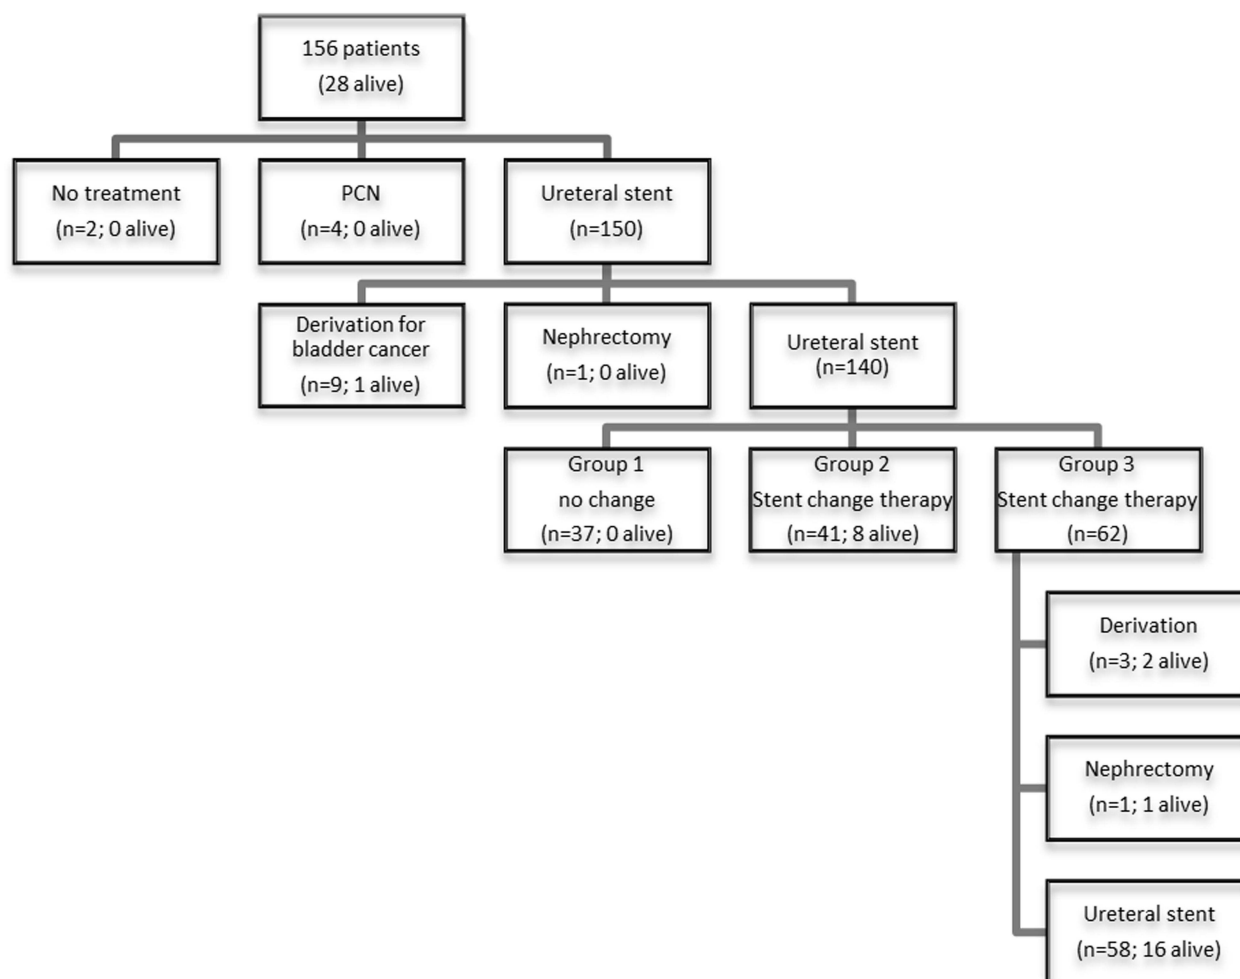 156 patients
(28 alive)
No treatment
(n=2; 0 alive)
PCN
(n=4; 0 alive)
Ureteral stent
(n=150)
Derivation for
bladder cancer
(n=9; 1 alive)
Nephrectomy
(n=1; 0 alive)
Ureteral stent
(n=140)
Group 1
no change
(n=37; 0 alive)
Group 2
Stent change therapy
(n=41; 8 alive)
Group 3
Stent change therapy
(n=62)
Derivation
(n=3; 2 alive)
Nephrectomy
(n=1; 1 alive)
Ureteral stent
(n=58; 16 alive)